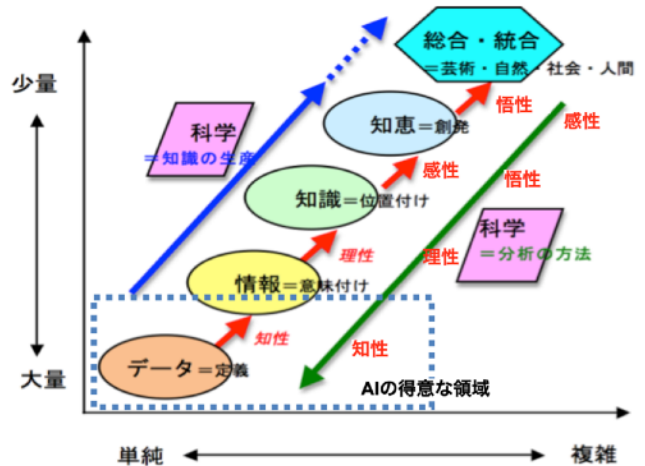 総合・統合
＝芸術・自然・社会・人間
少量
科学
＝知識の生産
知恵＝創発
悟性
感性
感性
悟性
知識＝位置付け
科学
＝分析の方法
理性
理性
情報＝意味付け
知性
知性
データ＝定義
大量
AIの得意な領域
単純
複雑